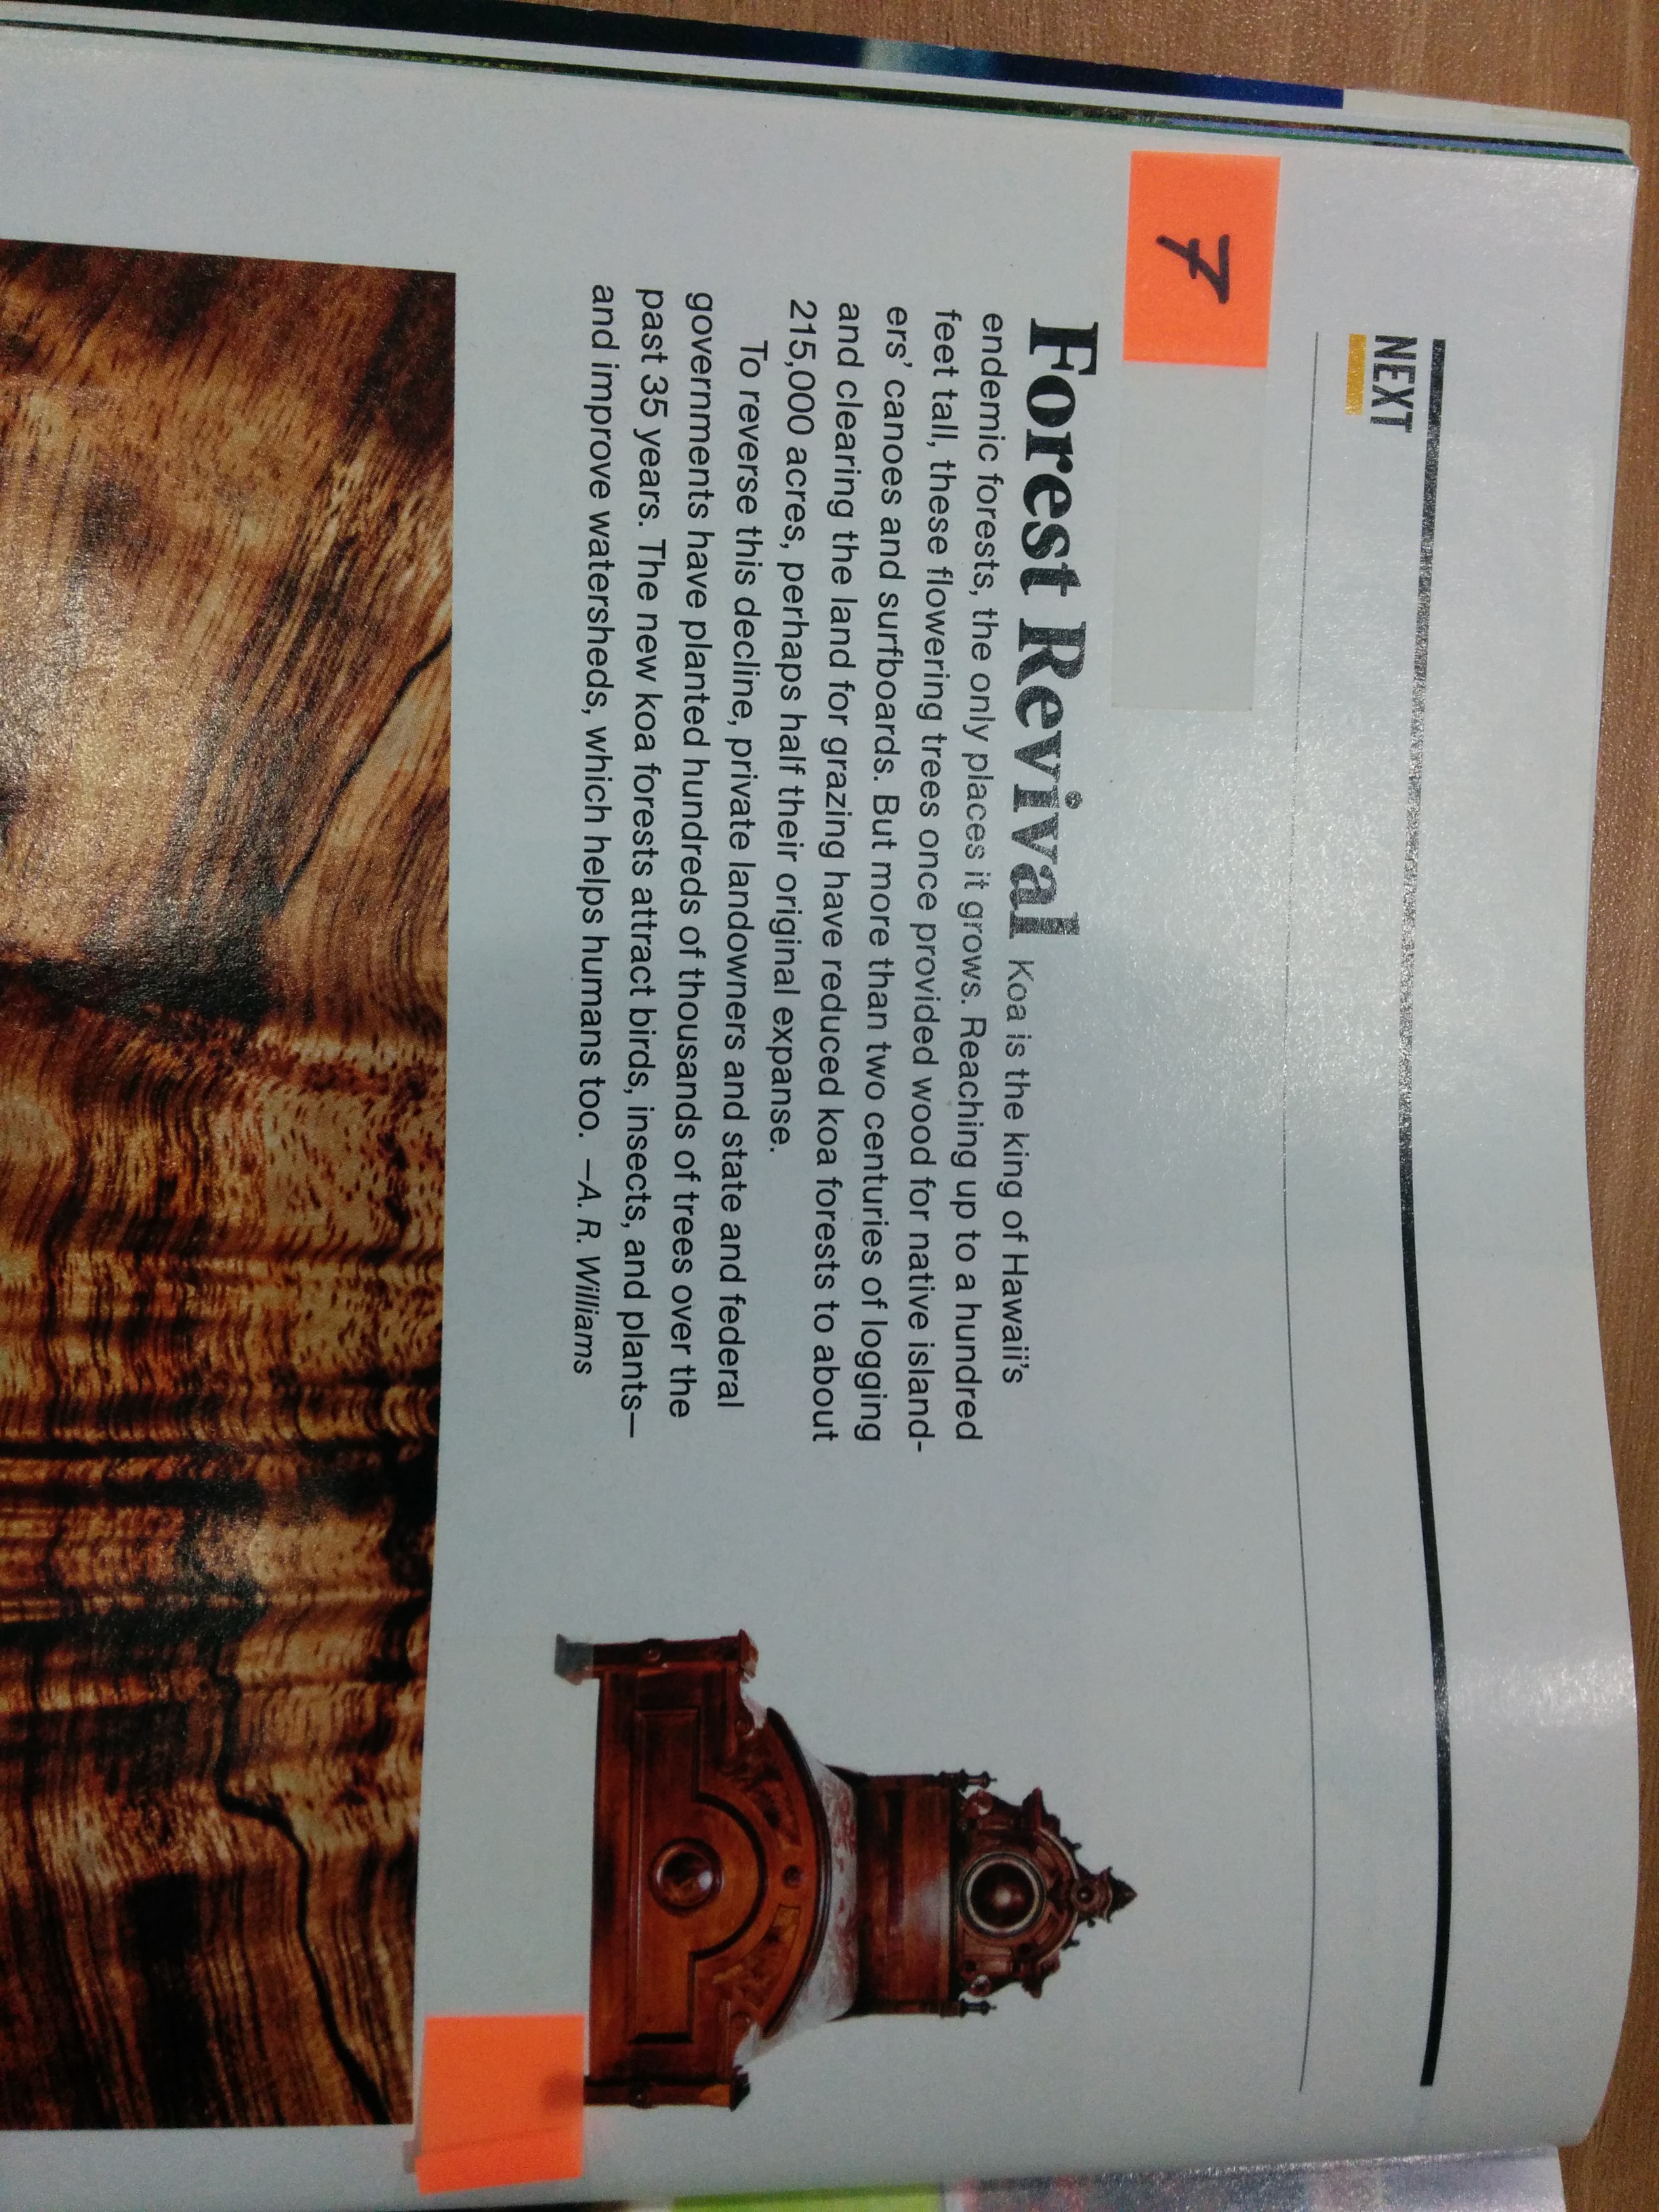 NEXT
7
Forest Revival Koa is the king of Hawaii's
endemic forests, the only places it grows. Reaching up to a hundred
feet tall, these flowering trees once provided wood for native island-
ers' canoes and surfboards. But more than two centuries of logging
and clearing the land for grazing have reduced koa forests to about
215,000 acres, perhaps half their original expanse.
To reverse this decline, private landowners and state and federal
governments have planted hundreds of thousands of trees over the
past 35 years. The new koa forests attract birds, insects, and plants—
and improve watersheds, which helps humans too. —A. R. Williams